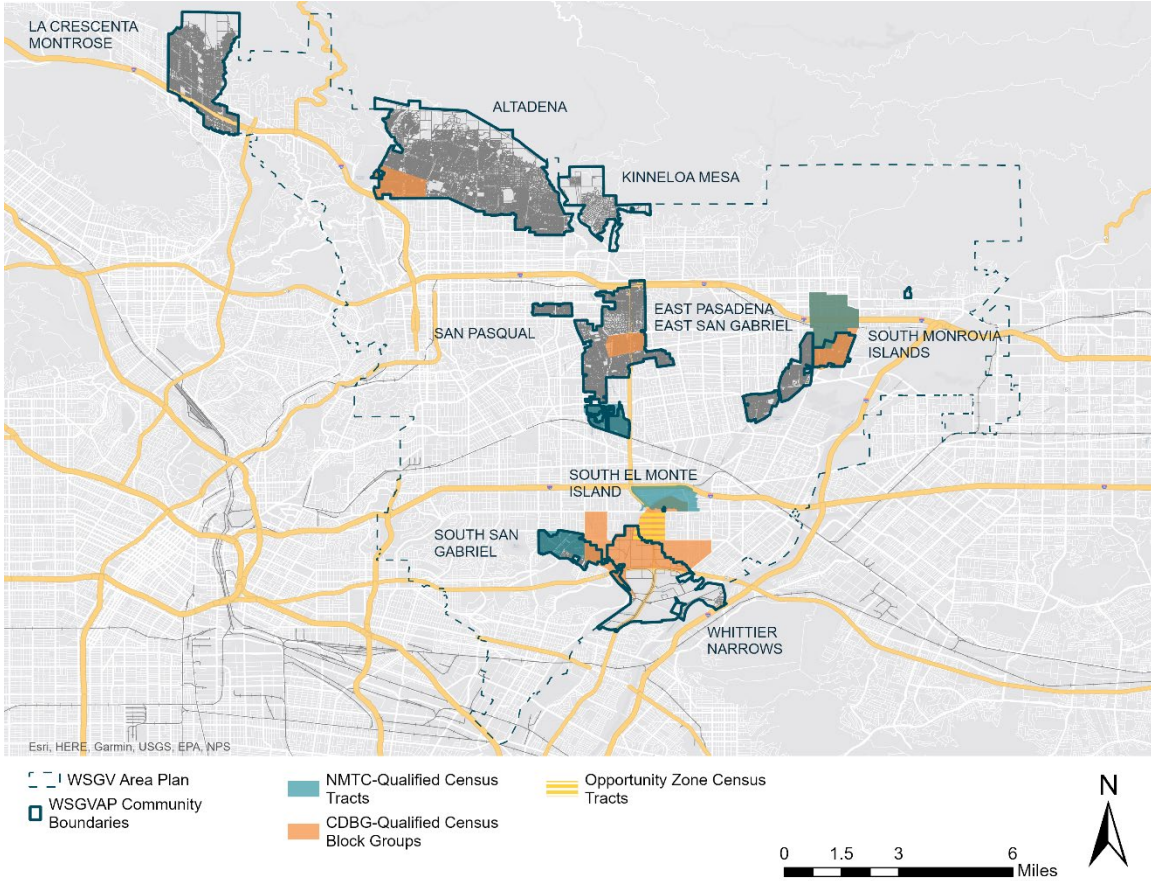 LA CRESCENTA
MONTROSE
ALTADENA
KINNELOA MESA
EAST PASADENA
EAST SAN GABRIEL
SAN PASQUAL
SOUTH MONROVIA
ISLANDS
SOUTH EL MONTE
ISLAND
SOUTH SAN
GABRIEL
WHITTIER
NARROWS
Esri, HERE, Garmin, USGS, EPA, NPS
WSGV Area Plan
WSGVAP Community
Boundaries
NMTC-Qualified Census
Tracts
CDBG-Qualified Census
Block Groups
Opportunity Zone Census
Tracts
N
0 1.5 3 6
Miles